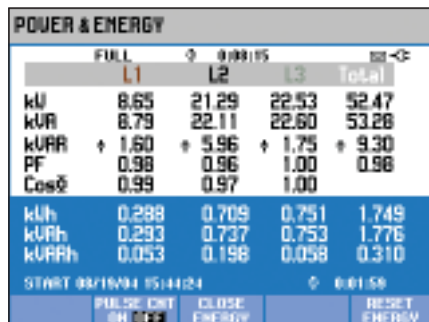 POWER & ENERGY
FULL 0:08:15
L1 L2 L3 Total
kW 8.65 21.29 22.53 52.47
kVA 8.79 22.11 22.60 53.28
kVAR 1.60 5.96 1.75 9.30
PF 0.98 0.96 1.00 0.98
CosΦ 0.99 0.97 1.00
kWh 0.288 0.709 0.751 1.749
kVAh 0.293 0.737 0.753 1.776
kVARh 0.053 0.198 0.058 0.310
START 08/19/04 15:44:24 0:01:59
PULSE CNT CLOSE RESET
ON OFF ENERGY ENERGY